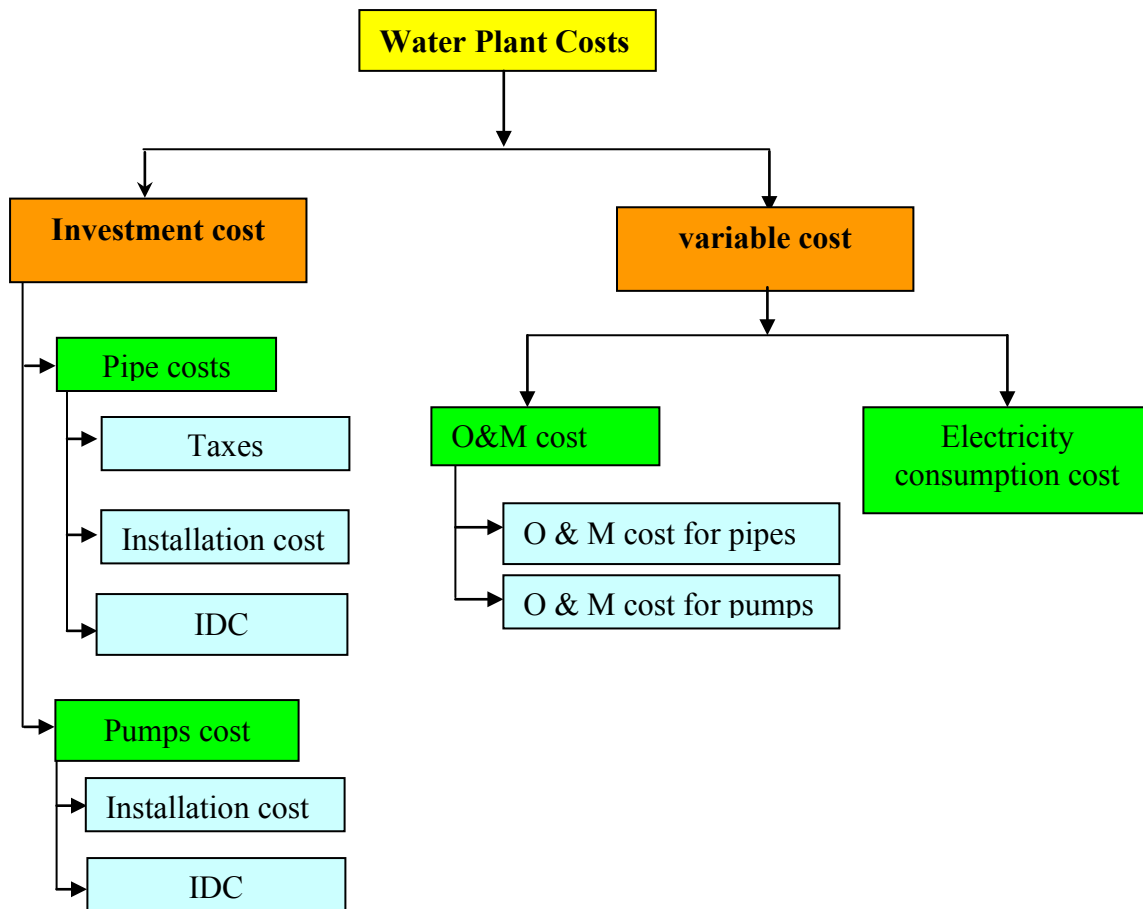 Water Plant Costs
Investment cost
variable cost
Pipe costs
Taxes
Installation cost
IDC
Pumps cost
Installation cost
IDC
O&M cost
O & M cost for pipes
O & M cost for pumps
Electricity
consumption cost